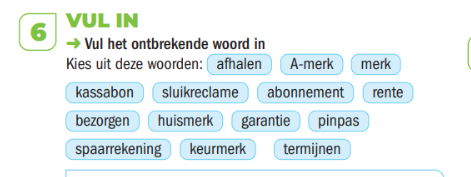 6
VUL IN
→ Vul het ontbrekende woord in
Kies uit deze woorden: afhalen A-merk merk
kassabon sluikreclame abonnement rente
bezorgen huismerk garantie pinpas
spaarrekening keurmerk termijnen